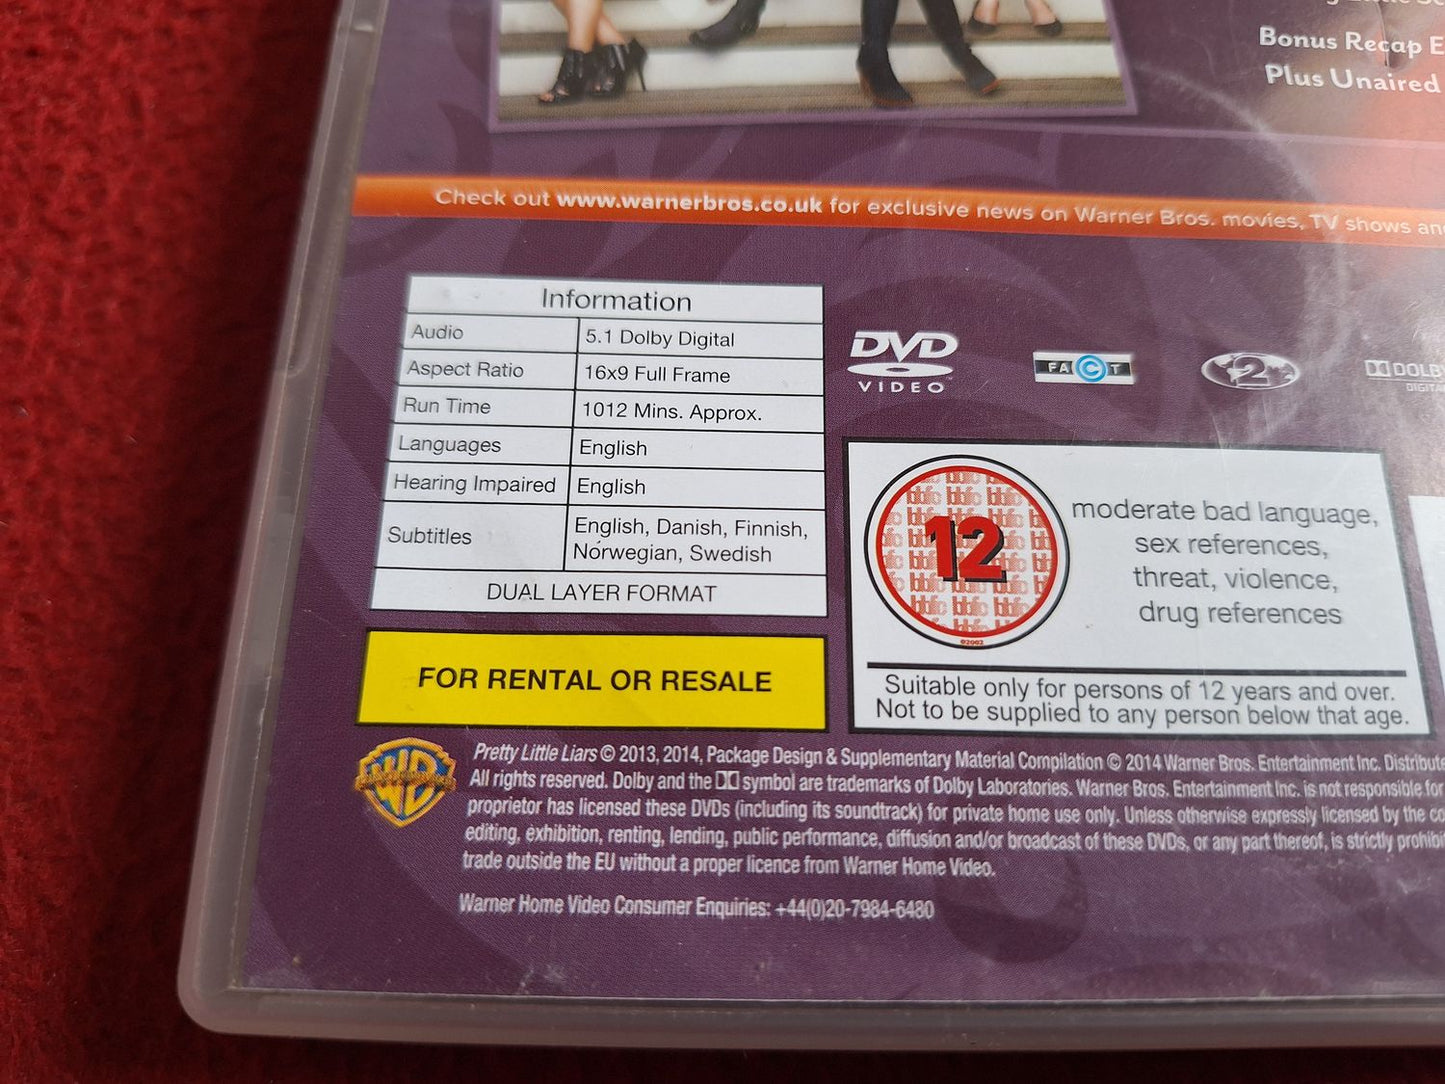 Bonus Recap
Plus Unaired
Check out www.warnerbros.co.uk for exclusive news on Warner Bros. movies, TV shows and
Information
Audio 5.1 Dolby Digital
Aspect Ratio 16x9 Full Frame
Run Time 1012 Mins. Approx.
Languages English
Hearing Impaired English
Subtitles English, Danish, Finnish,
Norwegian, Swedish
DUAL LAYER FORMAT
FOR RENTAL OR RESALE
DVD
VIDEO
FACT
2
DOLBY
DIGITAL
12
bbfc
©2002
moderate bad language,
sex references,
threat, violence,
drug references
Suitable only for persons of 12 years and over.
Not to be supplied to any person below that age.
Pretty Little Liars © 2013, 2014, Package Design & Supplementary Material Compilation © 2014 Warner Bros. Entertainment Inc. Distribute
All rights reserved. Dolby and the DD symbol are trademarks of Dolby Laboratories. Warner Bros. Entertainment Inc. is not responsible for
proprietor has licensed these DVDs (including its soundtrack) for private home use only. Unless otherwise expressly licensed by the co
editing, exhibition, renting, lending, public performance, diffusion and/or broadcast of these DVDs, or any part thereof, is strictly prohibi
trade outside the EU without a proper licence from Warner Home Video.
Warner Home Video Consumer Enquiries: +44(0)20-7984-6480